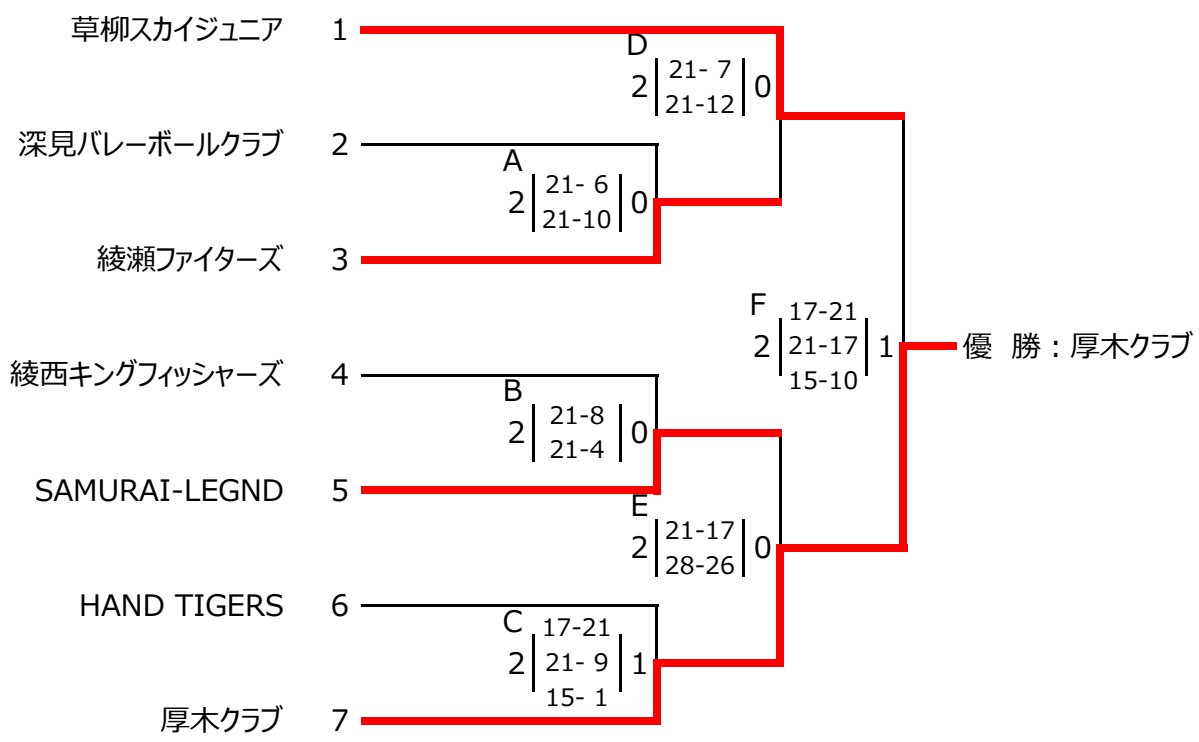 草柳スカイジュニア 1
D
2 21- 7 0
21-12
深見バレーボールクラブ 2
A
2 21- 6 0
21-10
綾瀬ファイターズ 3
F
2 17-21 1
21-17
15-10
優 勝：厚木クラブ
綾西キングフィッシャーズ 4
B
2 21-8 0
21-4
SAMURAI-LEGND 5
E
2 21-17 0
28-26
HAND TIGERS 6
C
2 17-21 1
21- 9
15- 1
厚木クラブ 7